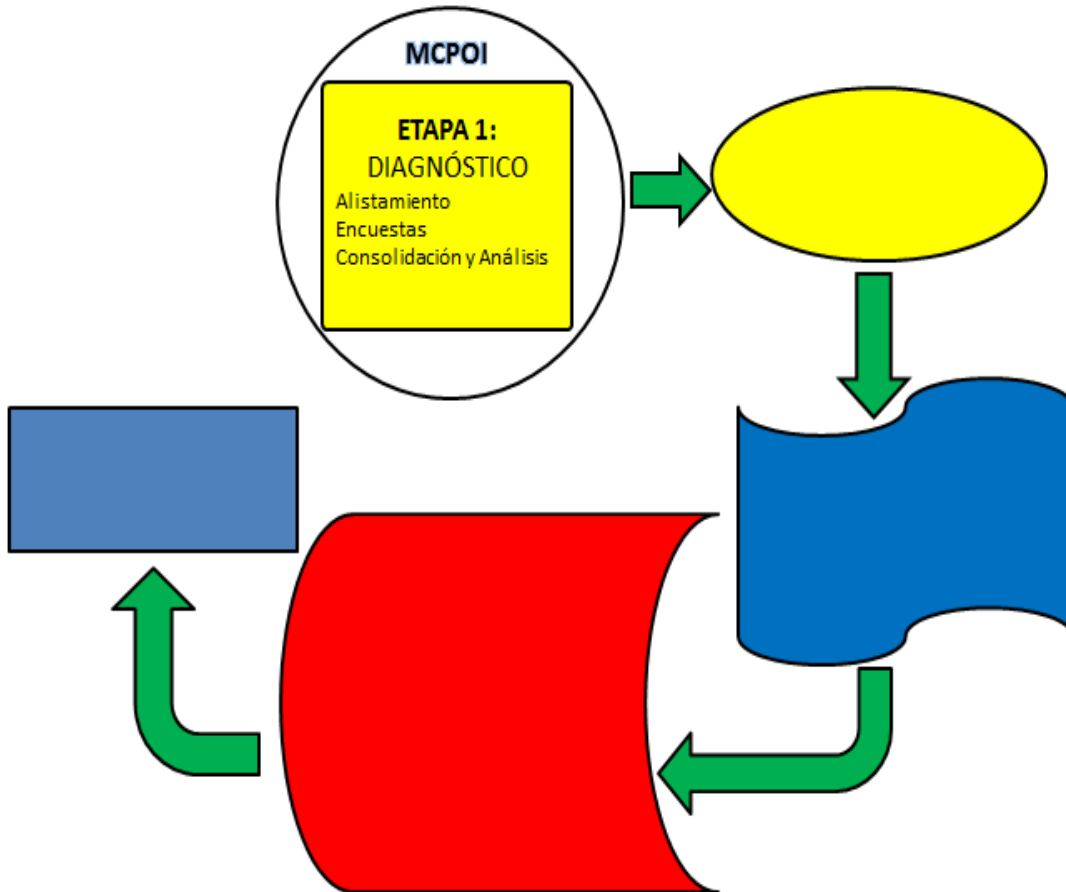 MCPOI
ETAPA 1:
DIAGNÓSTICO
Alistamiento
Encuestas
Consolidación y Análisis